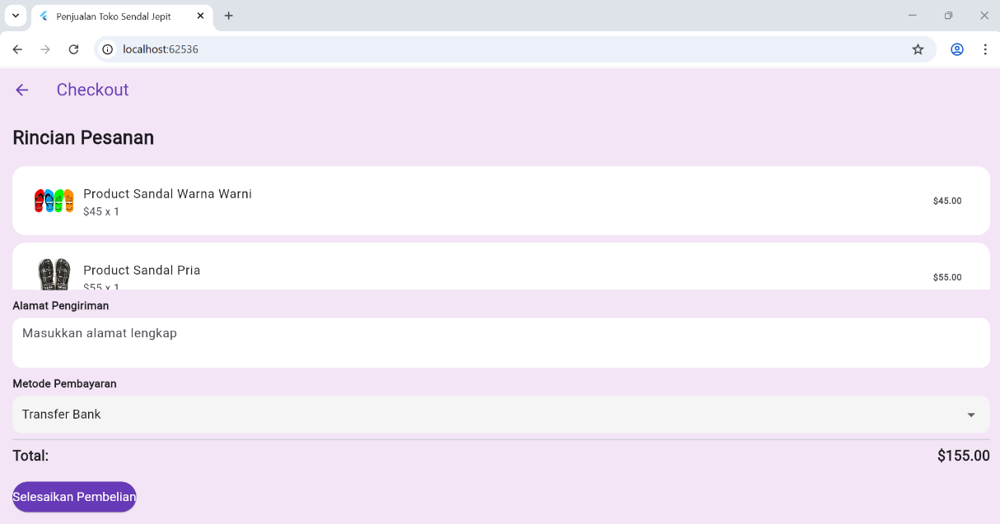 Penjualan Toko Sendal Jepit
localhost:62536
Checkout
Rincian Pesanan
Product Sandal Warna Warni
$45 x 1
$45.00
Product Sandal Pria
$55 x 1
$55.00
Alamat Pengiriman
Masukkan alamat lengkap
Metode Pembayaran
Transfer Bank
Total:
$155.00
Selesaikan Pembelian